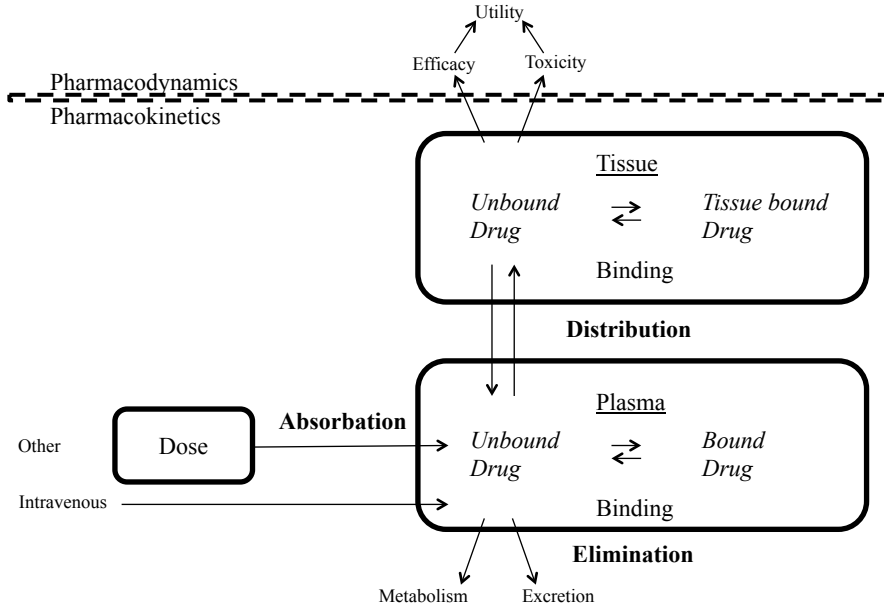 Utility
Efficacy Toxicity
Pharmacodynamics
Pharmacokinetics
Tissue
Unbound Tissue bound
Drug Drug
Binding
Distribution
Plasma
Absorbation
Other Dose Unbound Bound
Drug Drug
Intravenous Binding
Elimination
Metabolism Excretion